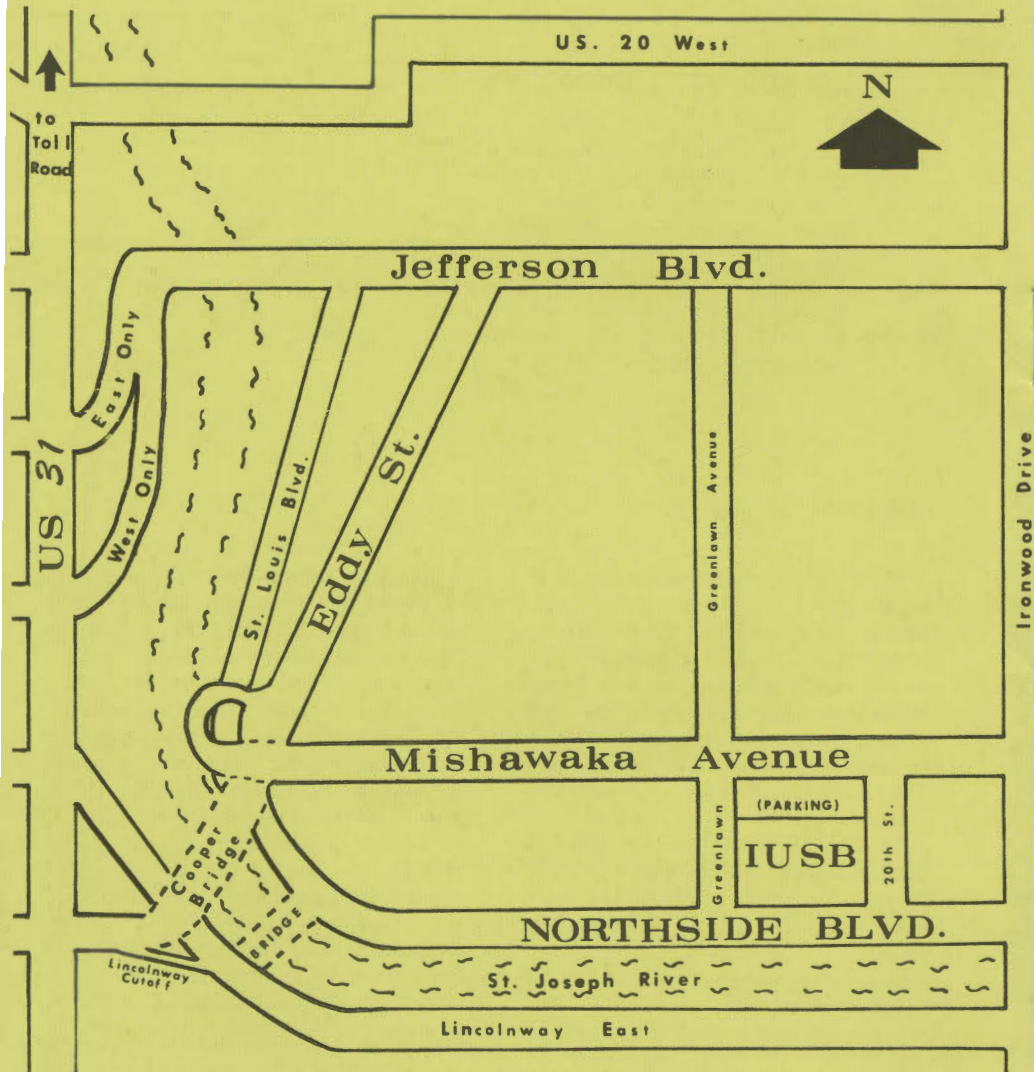 US. 20 West
N
to
Toll
Road
Jefferson Blvd.
East Only
West Only
US 31
St. Louis Blvd.
Eddy St.
Greenlawn Avenue
Ironwood Drive
Mishawaka Avenue
(PARKING)
IUSB
Greenlawn
20th St.
Cooper
Bridge
BRIDGE
NORTHSIDE BLVD.
Lincolnway
Cutoff
St. Joseph River
Lincolnway East